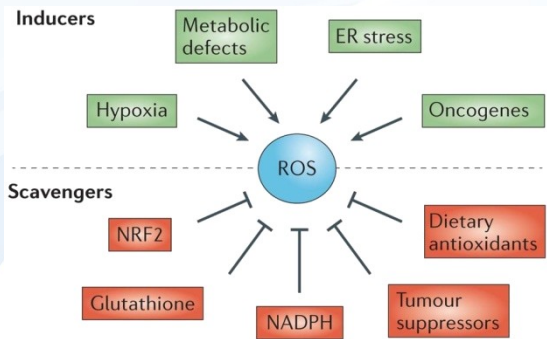 Inducers
Metabolic
defects
ER stress
Hypoxia
Oncogenes
ROS
Scavengers
NRF2
Dietary
antioxidants
Glutathione
NADPH
Tumour
suppressors